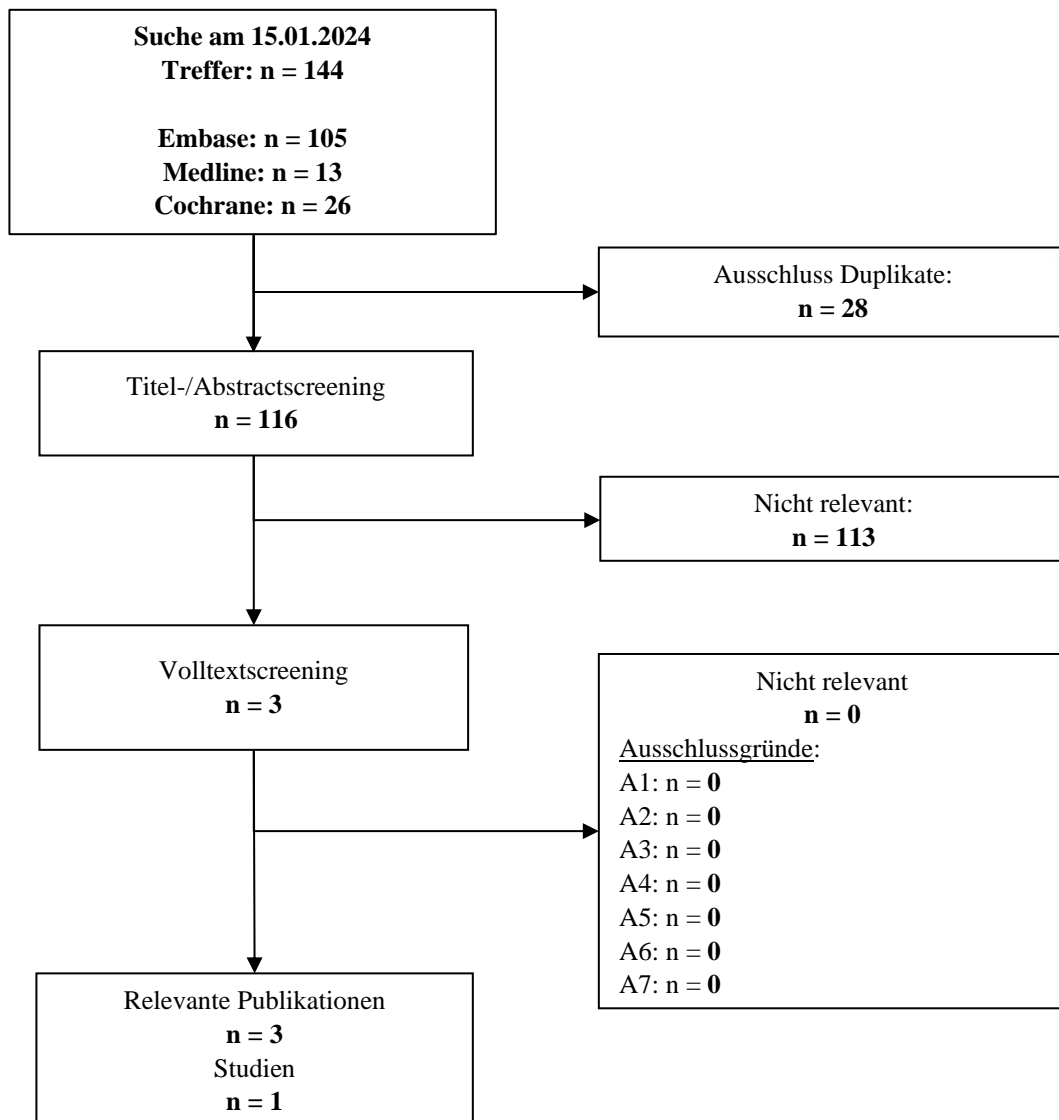 Suche am 15.01.2024
Treffer: n = 144
Embase: n = 105
Medline: n = 13
Cochrane: n = 26
Ausschluss Duplikate:
n = 28
Titel-/Abstractscreening
n = 116
Nicht relevant:
n = 113
Volltextscreening
n = 3
Nicht relevant
n = 0
Ausschlussgründe:
A1: n = 0
A2: n = 0
A3: n = 0
A4: n = 0
A5: n = 0
A6: n = 0
A7: n = 0
Relevante Publikationen
n = 3
Studien
n = 1